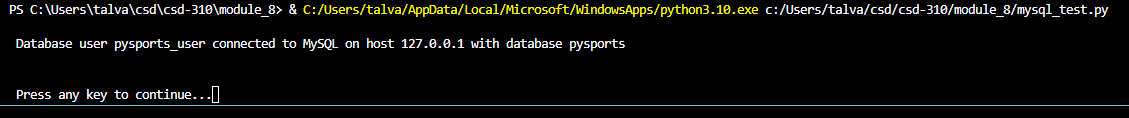 PS C:\Users\talva\csd\csd-310\module_8> & C:/Users/talva/AppData/Local/Microsoft/WindowsApps/python3.10.exe c:/Users/talva/csd/csd-310/module_8/mysql_test.py
Database user pysports_user connected to MySQL on host 127.0.0.1 with database pysports
Press any key to continue...